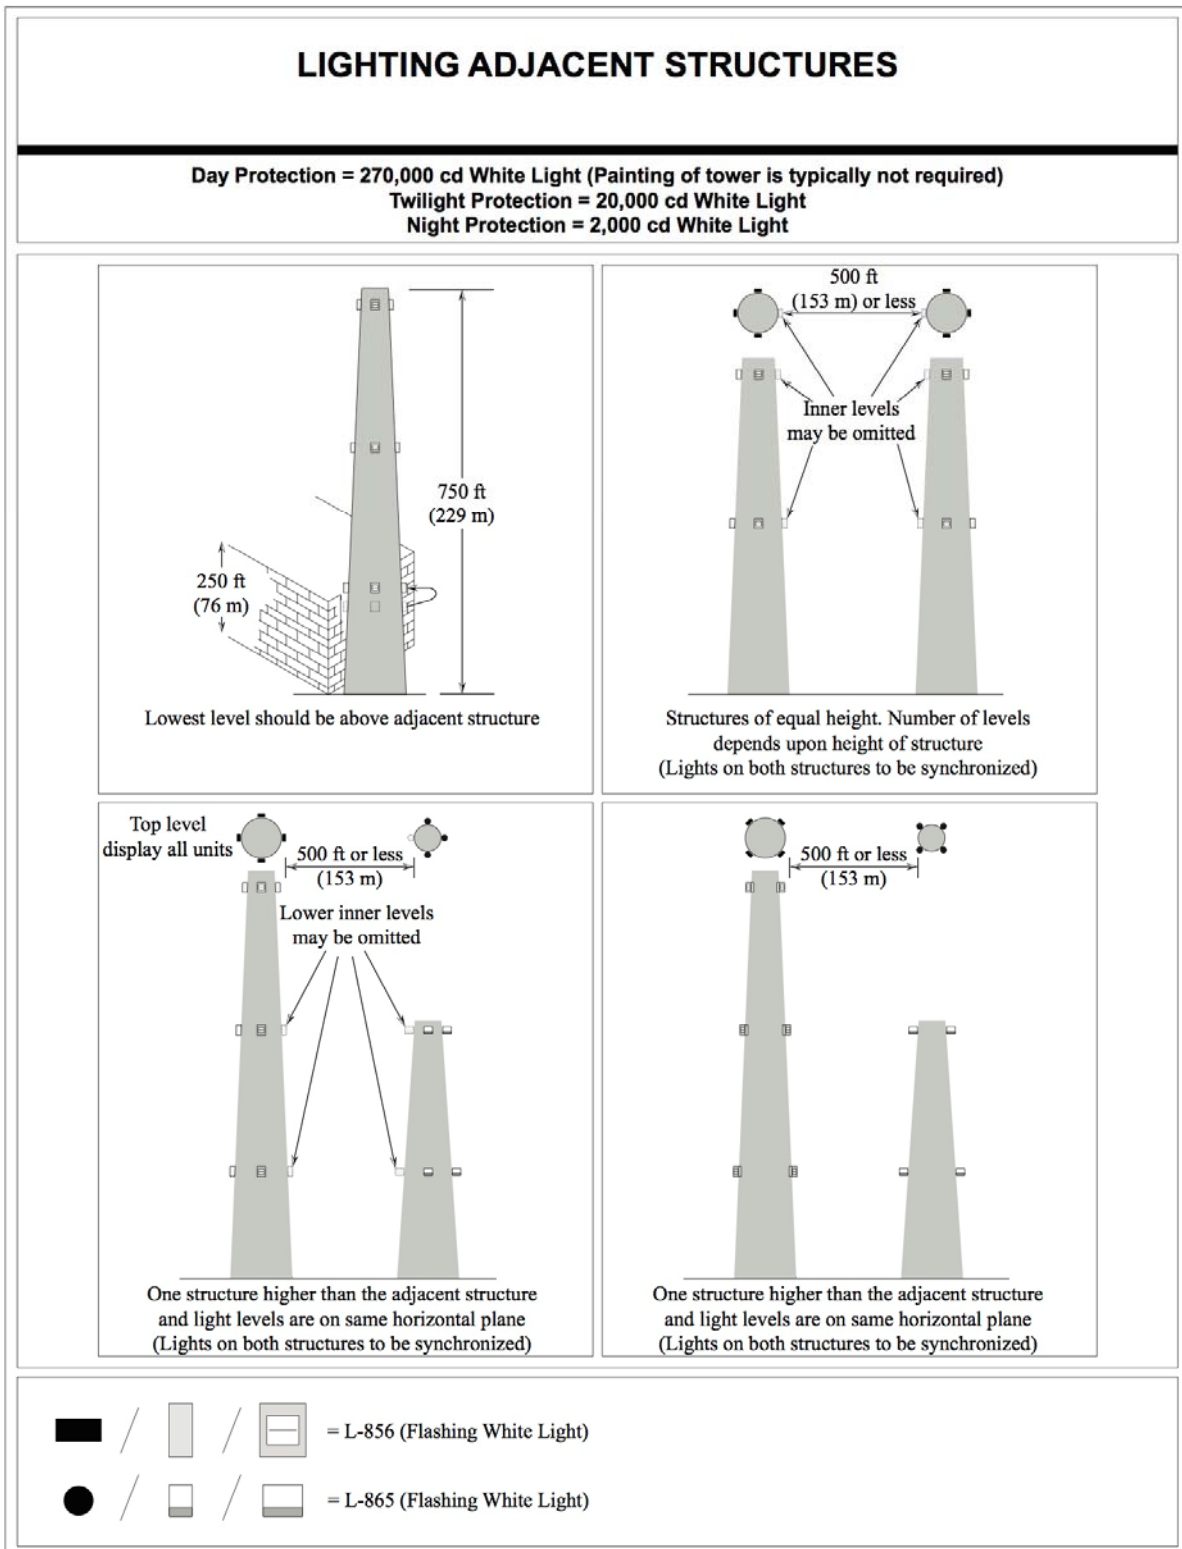 LIGHTING ADJACENT STRUCTURES
Day Protection = 270,000 cd White Light (Painting of tower is typically not required)
Twilight Protection = 20,000 cd White Light
Night Protection = 2,000 cd White Light
750 ft
(229 m)
250 ft
(76 m)
Lowest level should be above adjacent structure
500 ft
(153 m) or less
Inner levels
may be omitted
Structures of equal height. Number of levels
depends upon height of structure
(Lights on both structures to be synchronized)
Top level
display all units
500 ft or less
(153 m)
Lower inner levels
may be omitted
One structure higher than the adjacent structure
and light levels are on same horizontal plane
(Lights on both structures to be synchronized)
500 ft or less
(153 m)
One structure higher than the adjacent structure
and light levels are on same horizontal plane
(Lights on both structures to be synchronized)
/ / = L-856 (Flashing White Light)
/ / = L-865 (Flashing White Light)